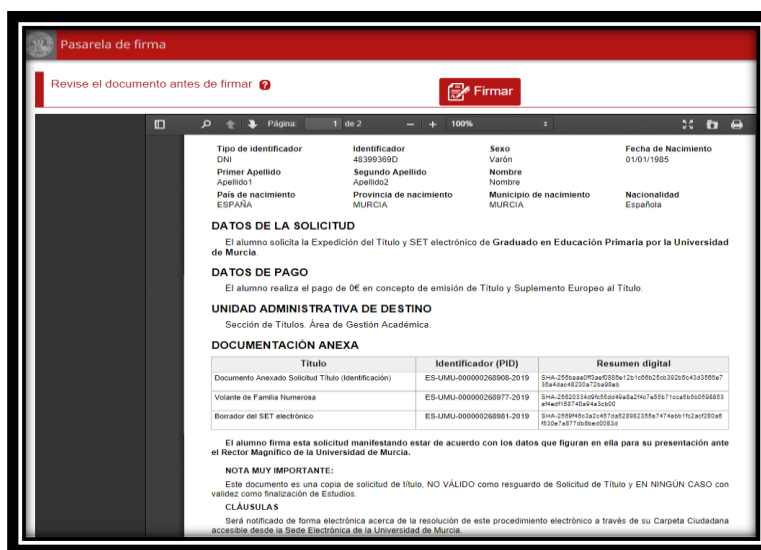 Pasarela de firma
Revise el documento antes de firmar ?
Firmar
Página: 1 de 2 − + 100%
Tipo de identificador Identificador Sexo Fecha de Nacimiento
DNI 48399369D Varón 01/01/1985
Primer Apellido Segundo Apellido Nombre
Apellido1 Apellido2 Nombre
País de nacimiento Provincia de nacimiento Municipio de nacimiento Nacionalidad
ESPAÑA MURCIA MURCIA Española
DATOS DE LA SOLICITUD
El alumno solicita la Expedición del Título y SET electrónico de Graduado en Educación Primaria por la Universidad
de Murcia.
DATOS DE PAGO
El alumno realiza el pago de 0€ en concepto de emisión de Título y Suplemento Europeo al Título.
UNIDAD ADMINISTRATIVA DE DESTINO
Sección de Títulos. Área de Gestión Académica.
DOCUMENTACIÓN ANEXA
Título Identificador (PID) Resumen digital
Documento Anexado Solicitud Título (Identificación) ES-UMU-000000268908-2019
Volante de Familia Numerosa ES-UMU-000000268977-2019
Borrador del SET electrónico ES-UMU-000000268981-2019
El alumno firma esta solicitud manifestando estar de acuerdo con los datos que figuran en ella para su presentación ante
el Rector Magnífico de la Universidad de Murcia.
NOTA MUY IMPORTANTE:
Este documento es una copia de solicitud de título, NO VÁLIDO como resguardo de Solicitud de Título y EN NINGÚN CASO con
validez como finalización de Estudios.
CLÁUSULAS
Será notificado de forma electrónica acerca de la resolución de este procedimiento electrónico a través de su Carpeta Ciudadana
accesible desde la Sede Electrónica de la Universidad de Murcia.